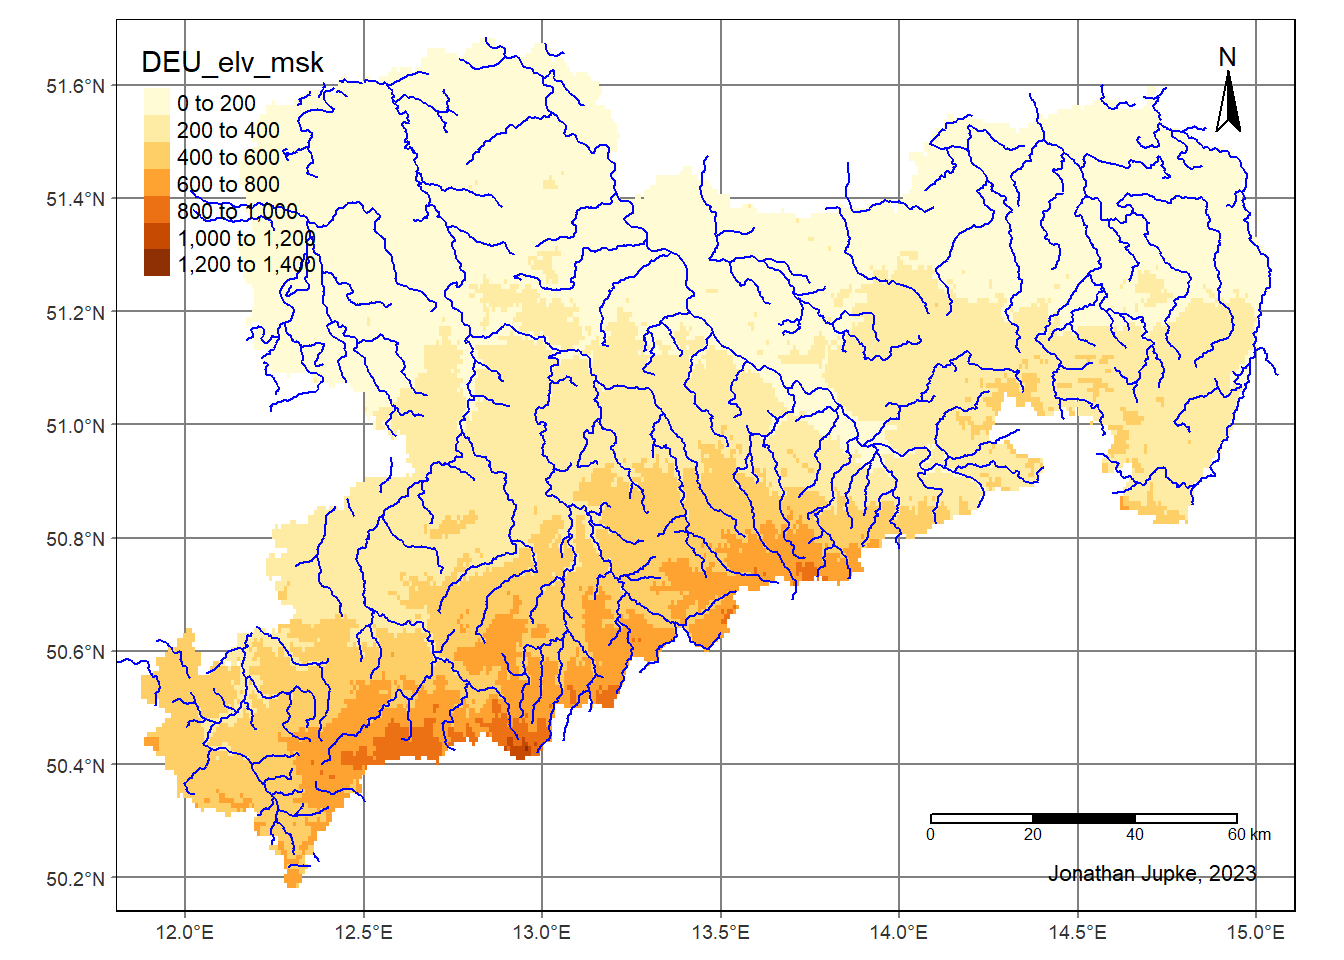 DEU_elv_msk
0 to 200
200 to 400
400 to 600
600 to 800
800 to 1,000
1,000 to 1,200
1,200 to 1,400
N
51.6°N
51.4°N
51.2°N
51.0°N
50.8°N
50.6°N
50.4°N
50.2°N
0 20 40 60 km
Jonathan Jupke, 2023
12.0°E 12.5°E 13.0°E 13.5°E 14.0°E 14.5°E 15.0°E